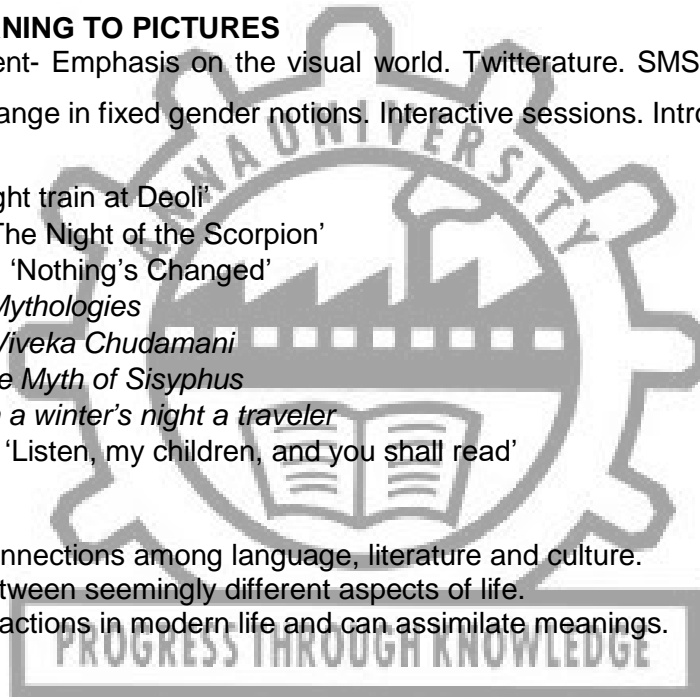 NING TO PICTURES
ent- Emphasis on the visual world. Twitterature. SMS
ange in fixed gender notions. Interactive sessions. Intro
ght train at Deoli’
The Night of the Scorpion’
‘Nothing’s Changed’
Mythologies
Viveka Chudamani
e Myth of Sisyphus
a winter’s night a traveler
‘Listen, my children, and you shall read’
nnections among language, literature and culture.
tween seemingly different aspects of life.
actions in modern life and can assimilate meanings.
ANNA UNIVERSITY
PROGRESS THROUGH KNOWLEDGE